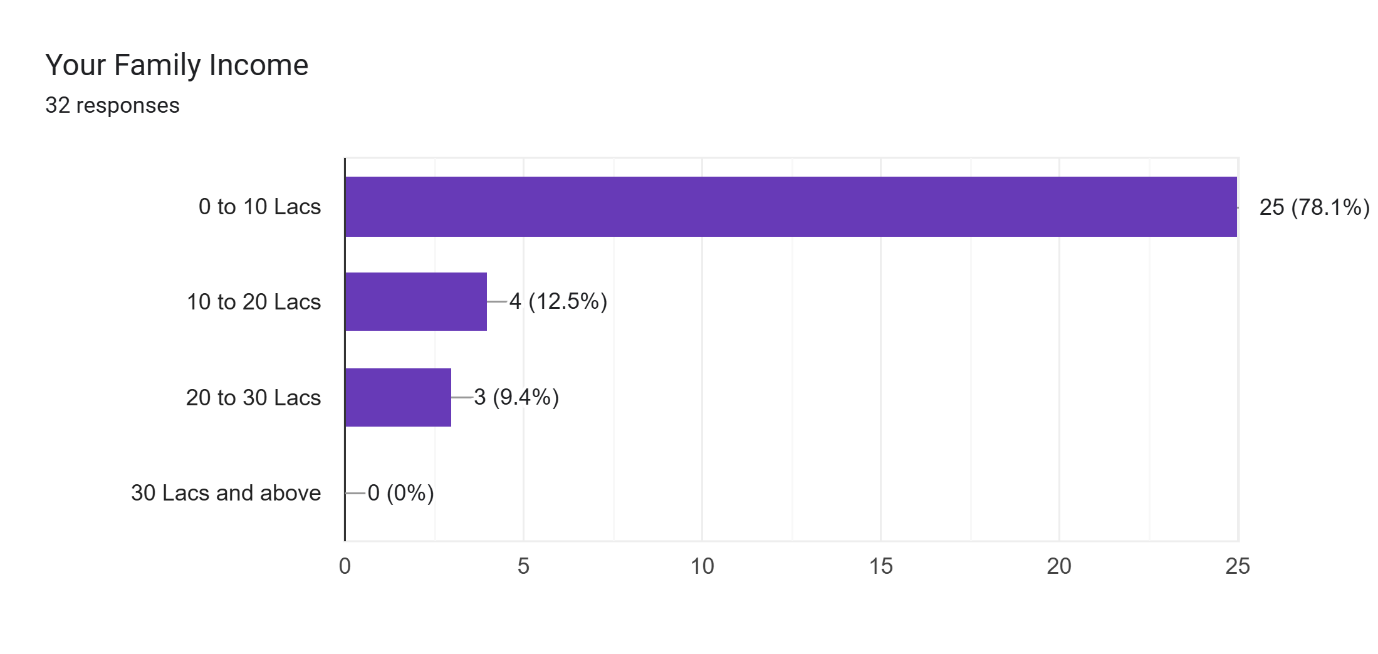 Your Family Income
32 responses
0 to 10 Lacs
25 (78.1%)
10 to 20 Lacs
4 (12.5%)
20 to 30 Lacs
3 (9.4%)
30 Lacs and above
0 (0%)
0 5 10 15 20 25